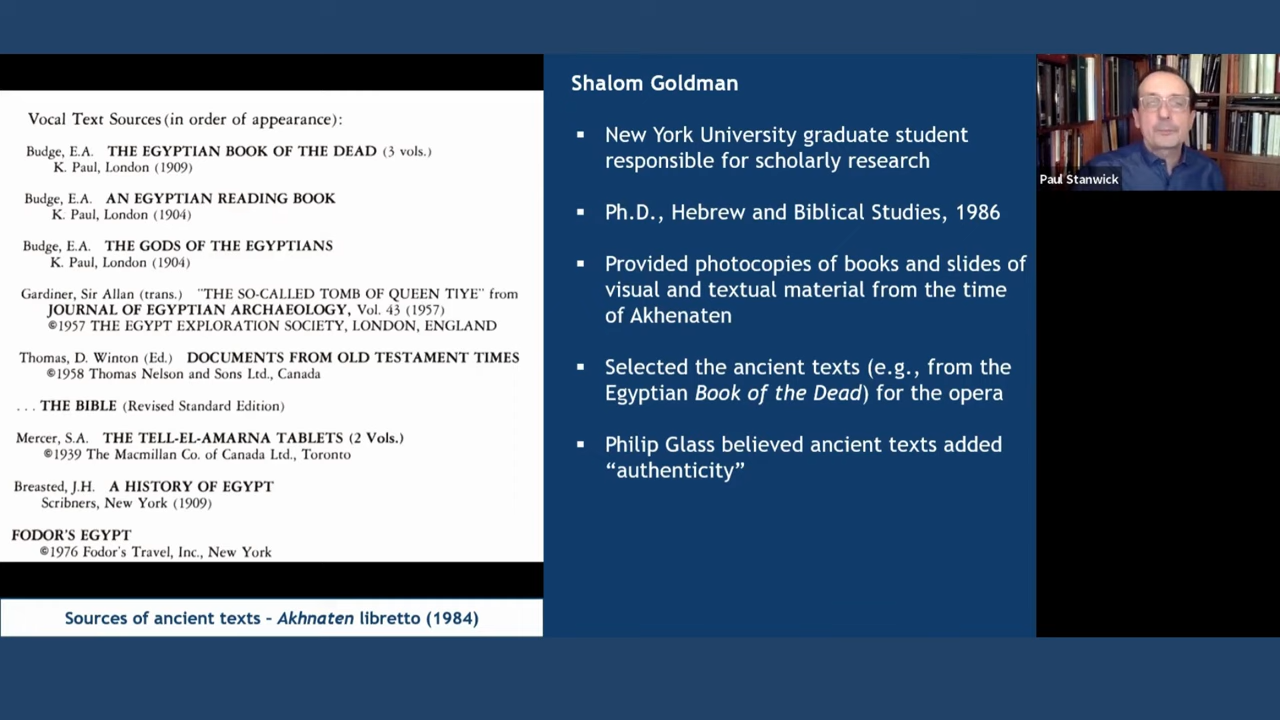 Vocal Text Sources (in order of appearance):
Budge, E.A. THE EGYPTIAN BOOK OF THE DEAD (3 vols.)
K. Paul, London (1909)
Budge, E.A. AN EGYPTIAN READING BOOK
K. Paul, London (1904)
Budge, E.A. THE GODS OF THE EGYPTIANS
K. Paul, London (1904)
Gardiner, Sir Allan (trans.) "THE SO-CALLED TOMB OF QUEEN TIYE" from
JOURNAL OF EGYPTIAN ARCHAEOLOGY, Vol. 43 (1957)
©1957 THE EGYPT EXPLORATION SOCIETY, LONDON, ENGLAND
Thomas, D. Winton (Ed.) DOCUMENTS FROM OLD TESTAMENT TIMES
©1958 Thomas Nelson and Sons Ltd., Canada
. . . THE BIBLE (Revised Standard Edition)
Mercer, S.A. THE TELL-EL-AMARNA TABLETS (2 Vols.)
©1939 The Macmillan Co. of Canada Ltd., Toronto
Breasted, J.H. A HISTORY OF EGYPT
Scribners, New York (1909)
FODOR'S EGYPT
©1976 Fodor's Travel, Inc., New York
Sources of ancient texts – Akhnaten libretto (1984)
Shalom Goldman
▪ New York University graduate student
responsible for scholarly research
▪ Ph.D., Hebrew and Biblical Studies, 1986
▪ Provided photocopies of books and slides of
visual and textual material from the time
of Akhenaten
▪ Selected the ancient texts (e.g., from the
Egyptian Book of the Dead) for the opera
▪ Philip Glass believed ancient texts added
“authenticity”
Paul Stanwick